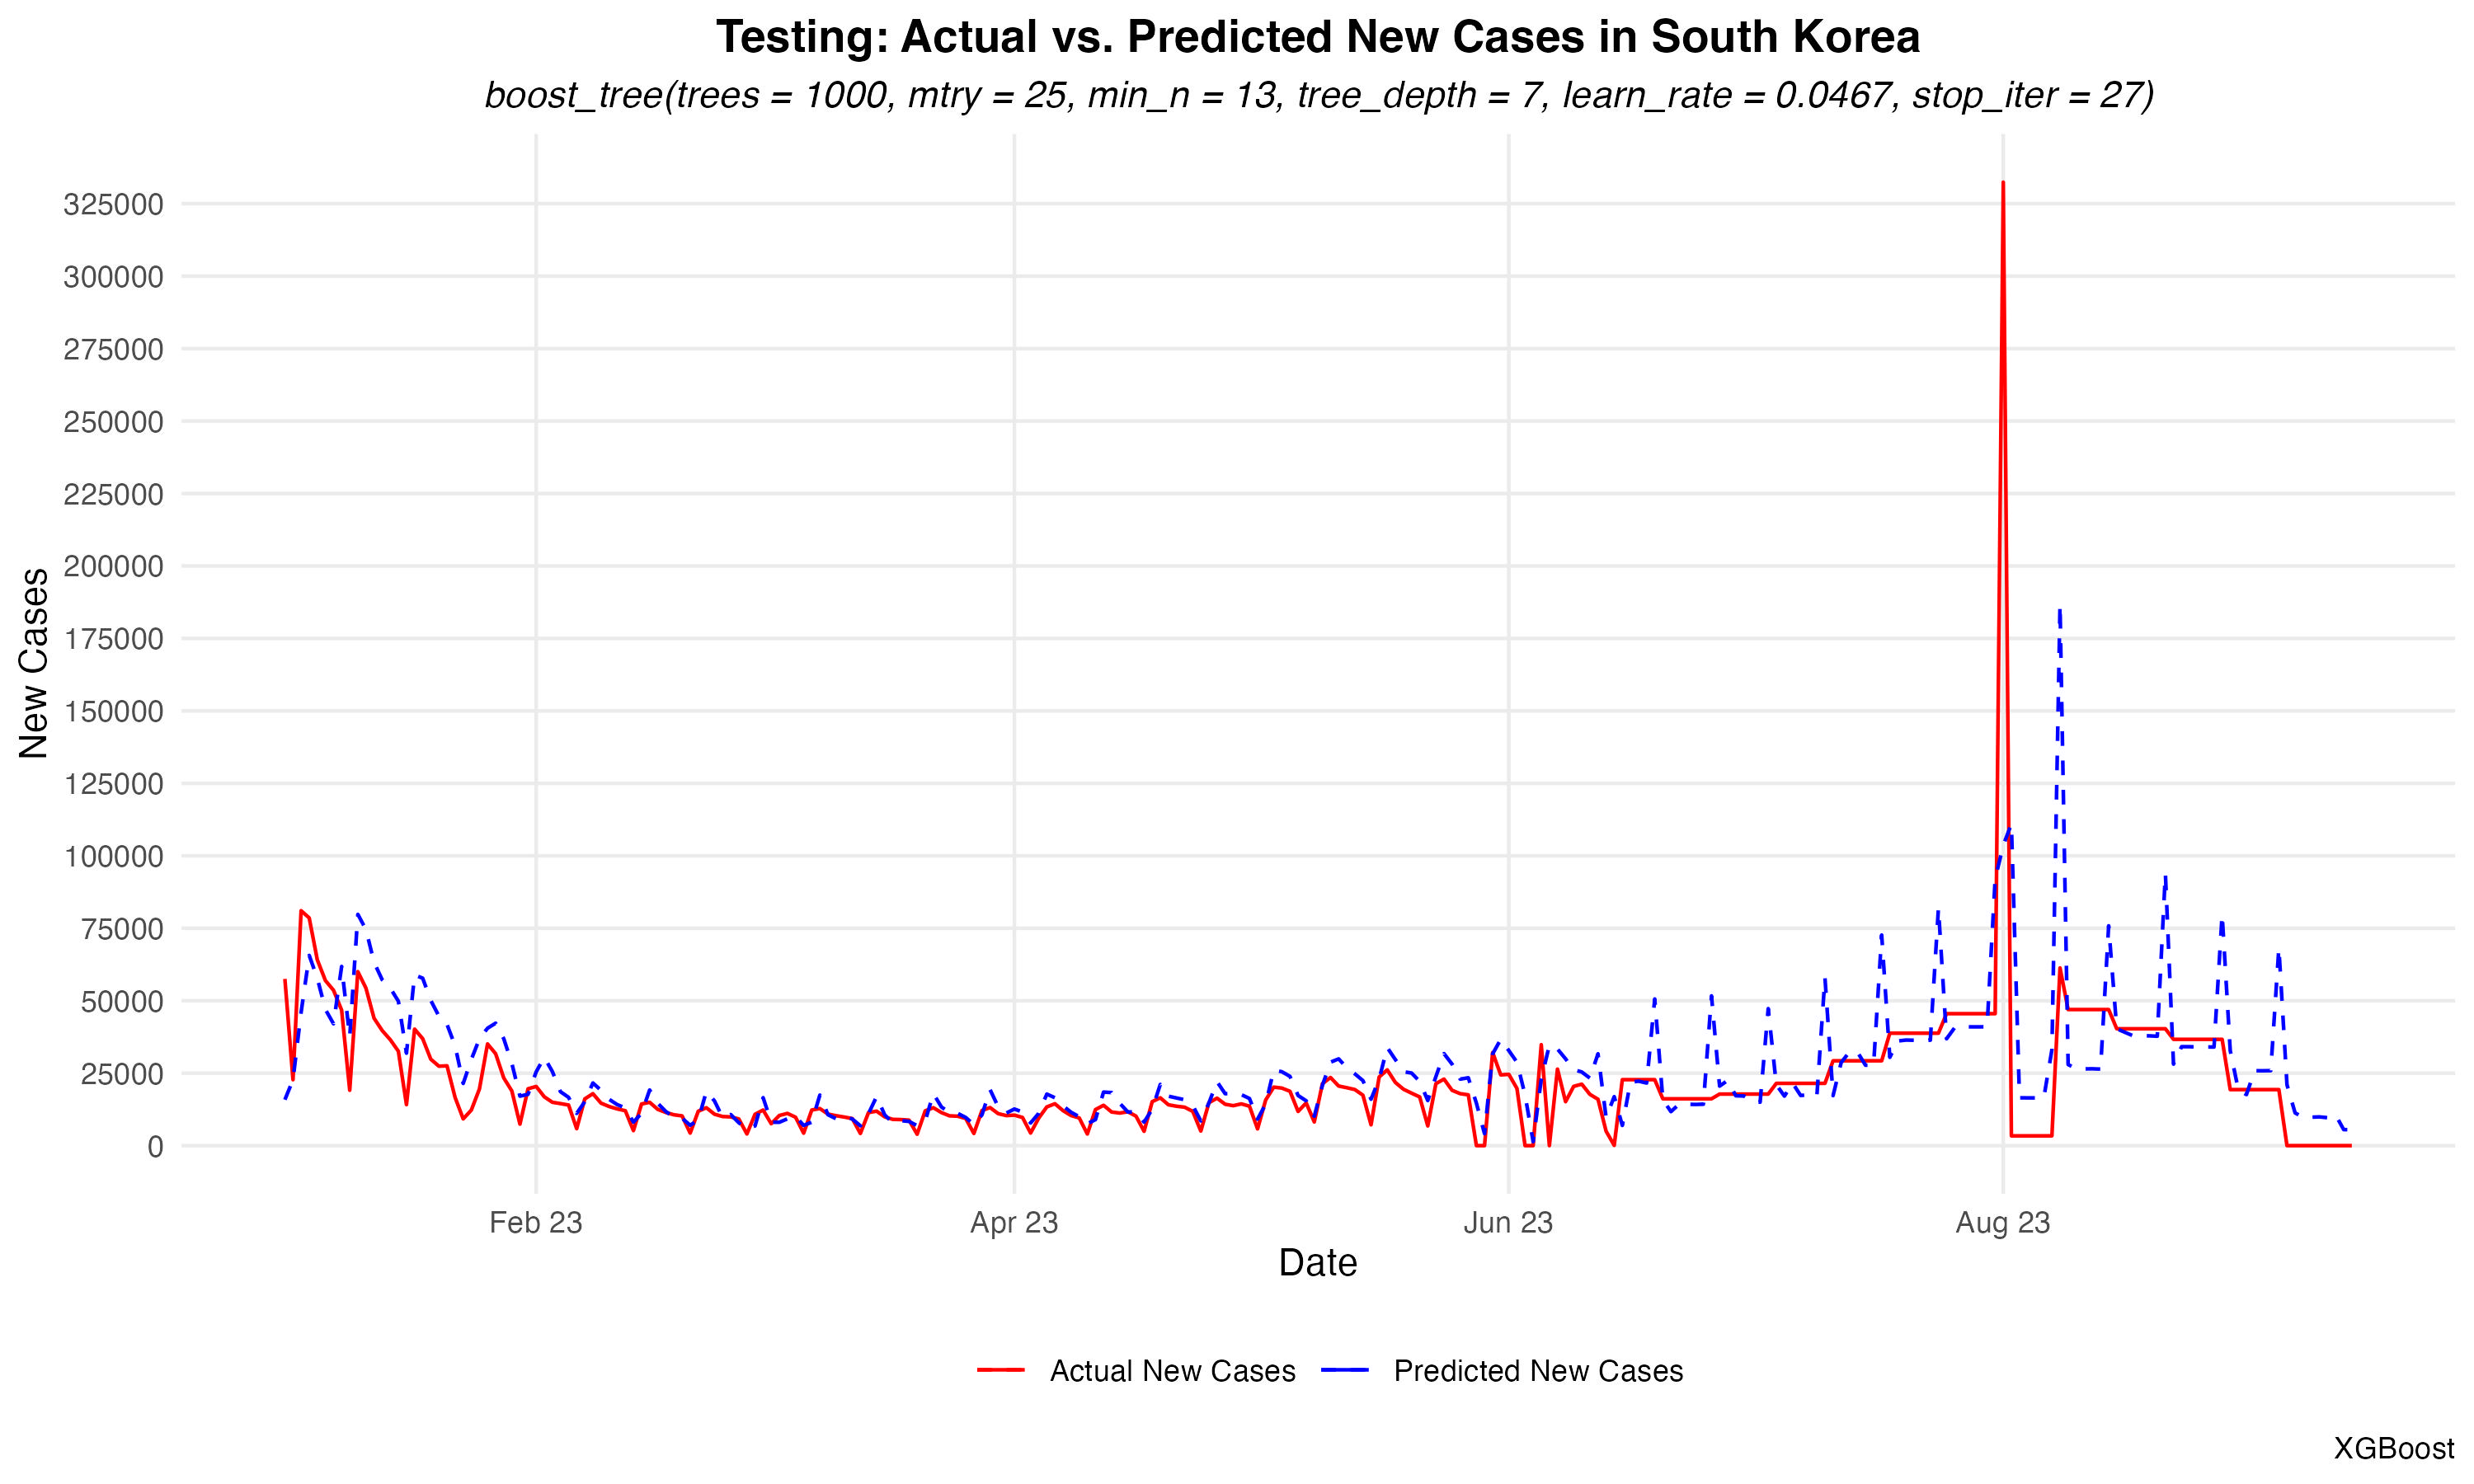 Testing: Actual vs. Predicted New Cases in South Korea
boost_tree(trees = 1000, mtry = 25, min_n = 13, tree_depth = 7, learn_rate = 0.0467, stop_iter = 27)
325000
300000
275000
250000
225000
200000
175000
150000
125000
100000
75000
50000
25000
0
New Cases
Feb 23
Apr 23
Jun 23
Aug 23
Date
Actual New Cases
Predicted New Cases
XGBoost